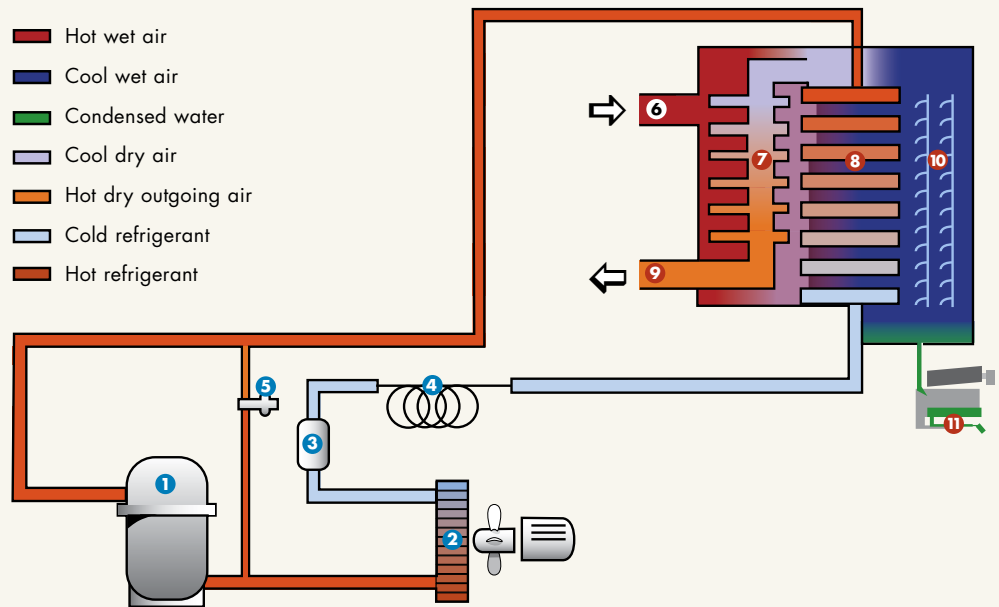 Hot wet air
Cool wet air
Condensed water
Cool dry air
Hot dry outgoing air
Cold refrigerant
Hot refrigerant
6
7
8
10
9
5
4
11
3
1
2